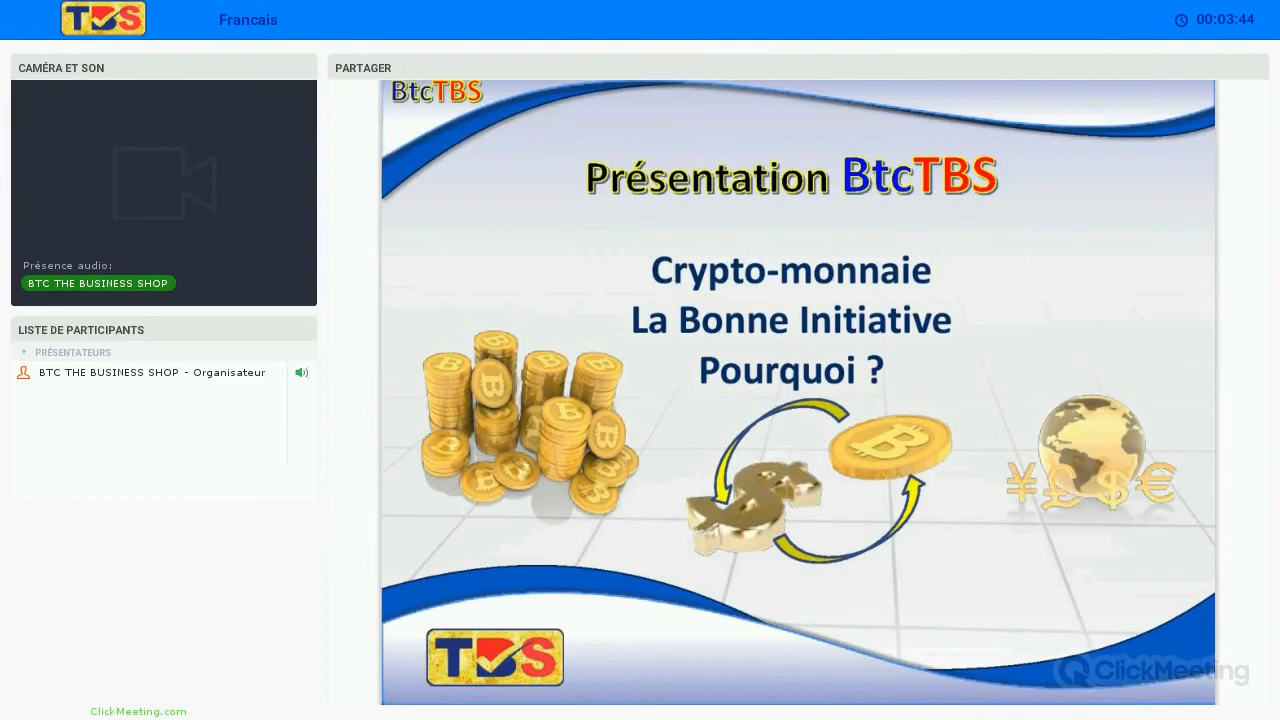 TBS
Francais
00:03:44
CAMÉRA ET SON
PARTAGER
Présence audio:
BTC THE BUSINESS SHOP
LISTE DE PARTICIPANTS
PRÉSENTATEURS
BTC THE BUSINESS SHOP - Organisateur
BtcTBS
Présentation BtcTBS
Crypto-monnaie
La Bonne Initiative
Pourquoi ?
¥£$€
TBS
ClickMeeting
ClickMeeting.com